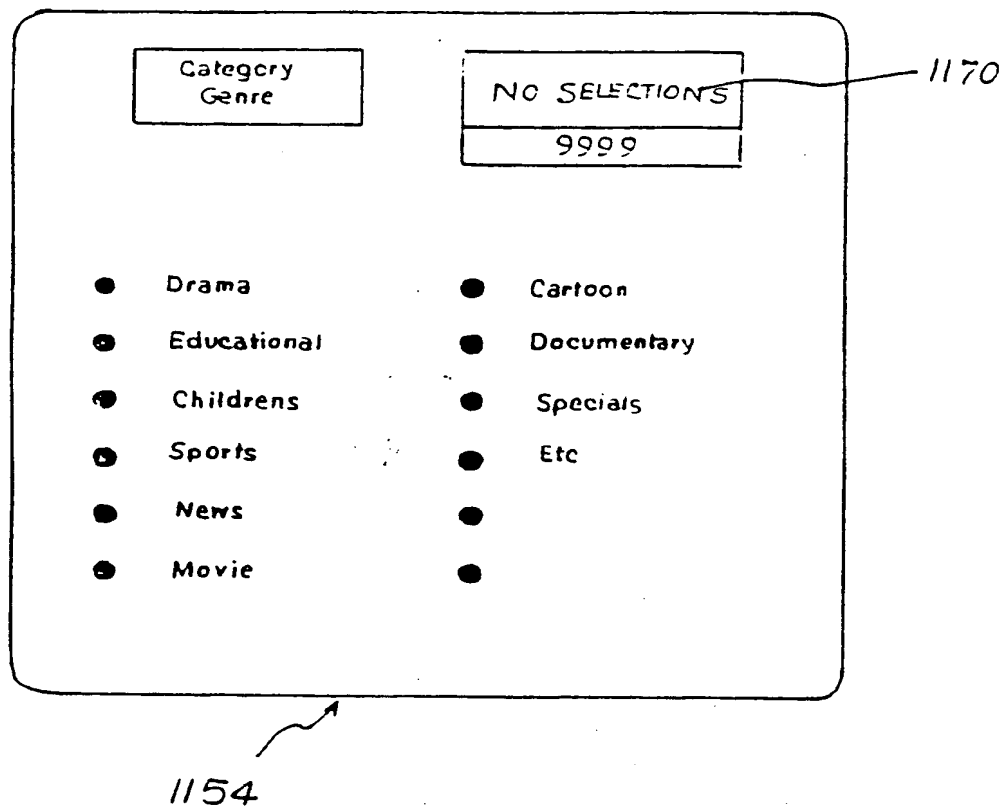 Category
Genre
NO SELECTIONS
9999
1170
Drama
Educational
Childrens
Sports
News
Movie
Cartoon
Documentary
Specials
Etc
1154